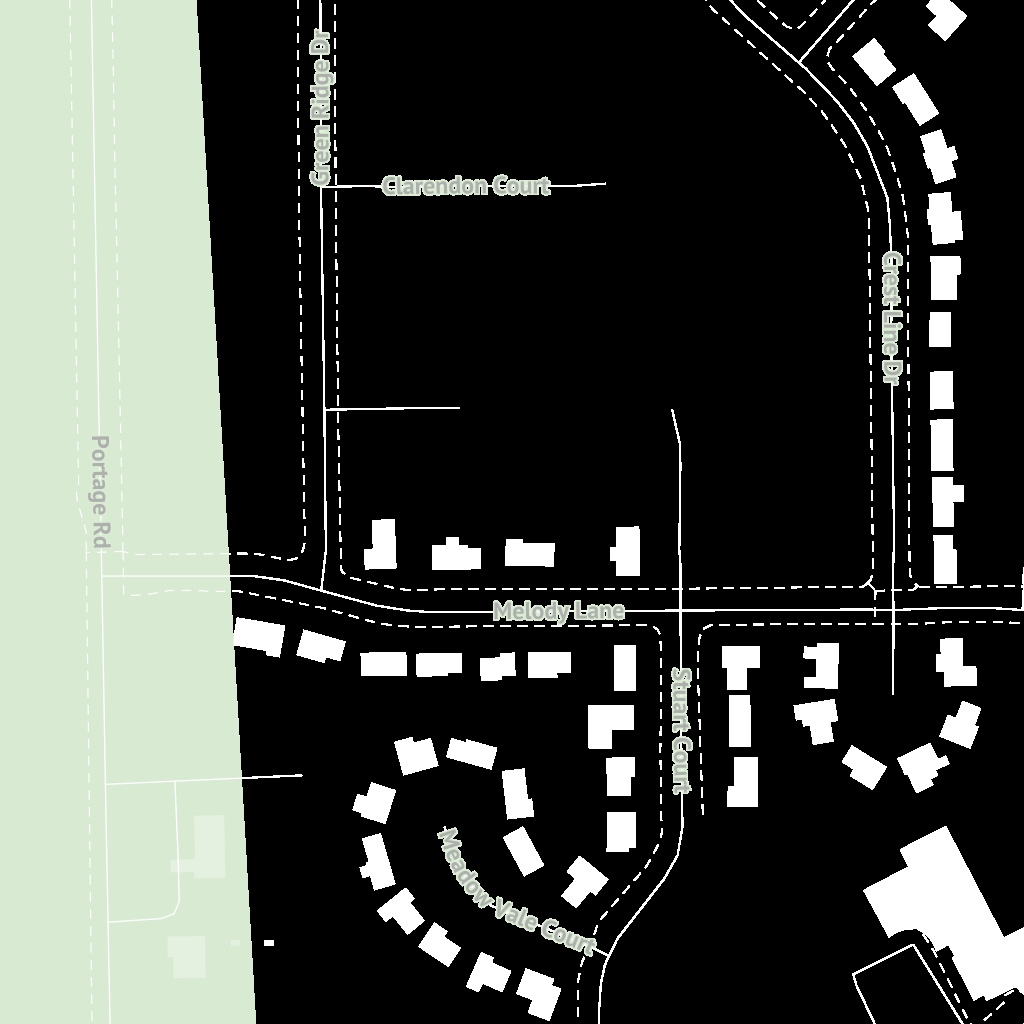 Green Ridge Dr
Clarendon Court
Crest Line Dr
Portage Rd
Melody Lane
Stuart Court
Meadow Vale Court